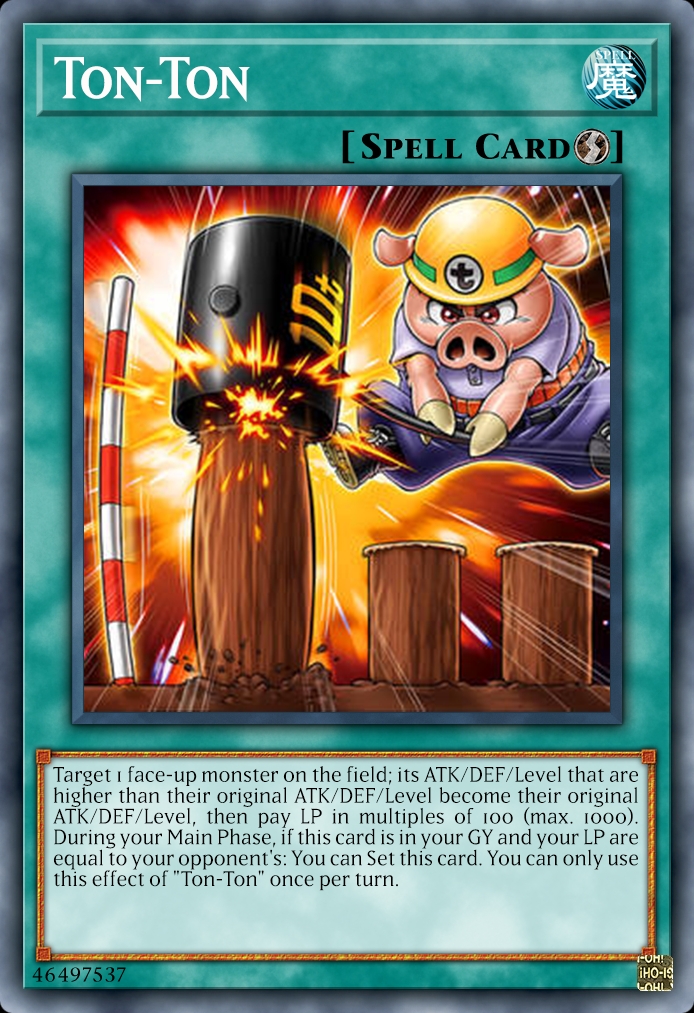 Ton-Ton
SPELL
魔
[Spell Card]
10t
t
Target 1 face-up monster on the field; its ATK/DEF/Level that are
higher than their original ATK/DEF/Level become their original
ATK/DEF/Level, then pay LP in multiples of 100 (max. 1000).
During your Main Phase, if this card is in your GY and your LP are
equal to your opponent's: You can Set this card. You can only use
this effect of "Ton-Ton" once per turn.
46497537